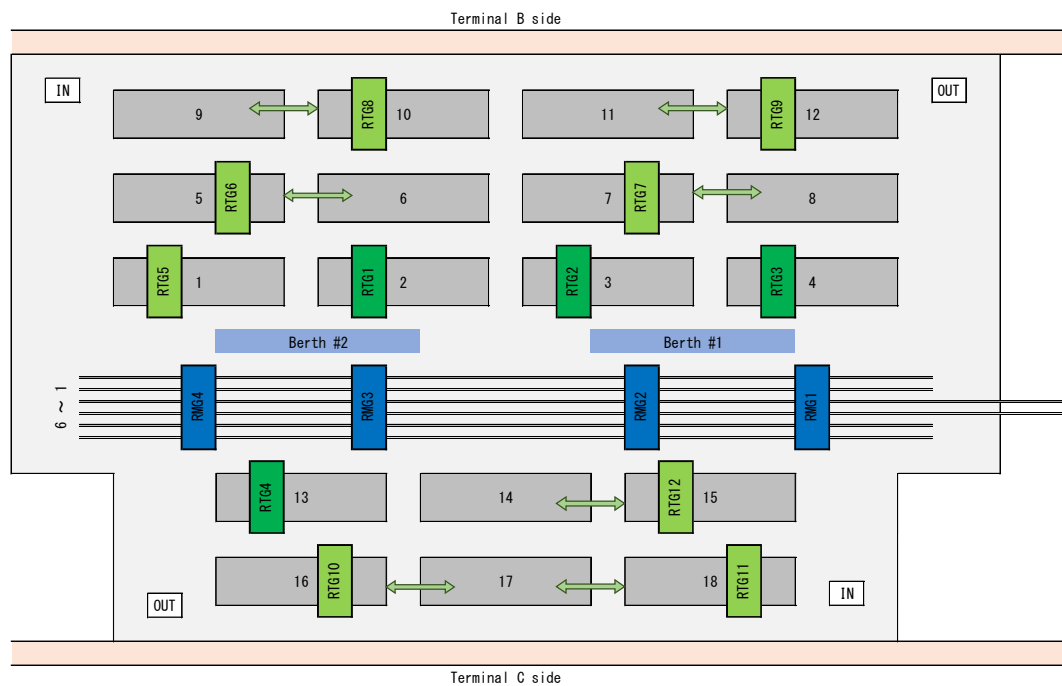 Terminal B side
IN
OUT
9
RTG8
10
11
RTG9
12
5
RTG6
6
7
RTG7
8
RTG5
1
RTG1
2
RTG2
3
RTG3
4
Berth #2
Berth #1
6 ~ 1
RMG4
RMG3
RMG2
RMG1
RTG4
13
14
RTG12
15
16
RTG10
17
18
RTG11
OUT
IN
Terminal C side